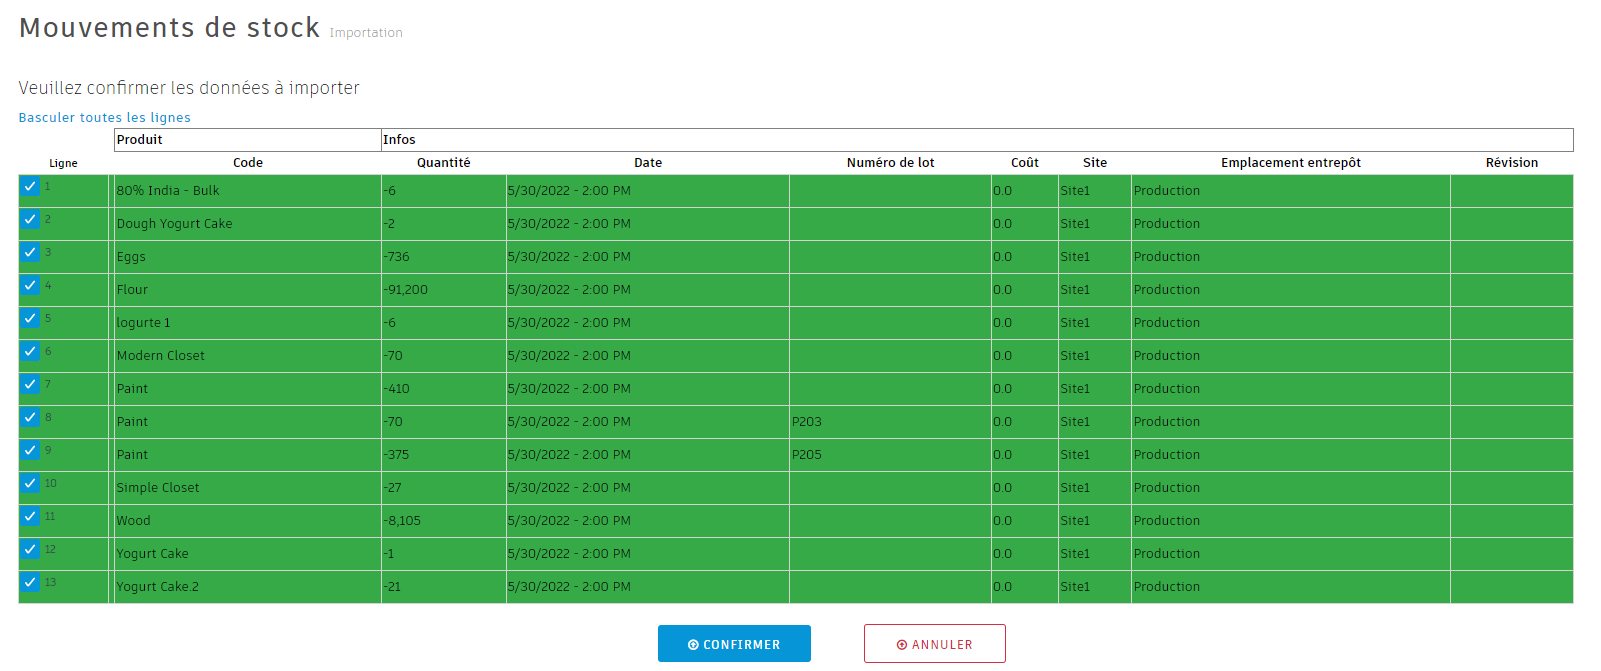 Mouvements de stock Importation
Veuillez confirmer les données à importer
Basculer toutes les lignes
Produit Infos
Ligne Code Quantité Date Numéro de lot Coût Site Emplacement entrepôt Révision
1 80% India - Bulk -6 5/30/2022 - 2:00 PM 0.0 Site1 Production
2 Dough Yogurt Cake -2 5/30/2022 - 2:00 PM 0.0 Site1 Production
3 Eggs -736 5/30/2022 - 2:00 PM 0.0 Site1 Production
4 Flour -91,200 5/30/2022 - 2:00 PM 0.0 Site1 Production
5 Iogurte 1 -6 5/30/2022 - 2:00 PM 0.0 Site1 Production
6 Modern Closet -70 5/30/2022 - 2:00 PM 0.0 Site1 Production
7 Paint -410 5/30/2022 - 2:00 PM 0.0 Site1 Production
8 Paint -70 5/30/2022 - 2:00 PM P203 0.0 Site1 Production
9 Paint -375 5/30/2022 - 2:00 PM P205 0.0 Site1 Production
10 Simple Closet -27 5/30/2022 - 2:00 PM 0.0 Site1 Production
11 Wood -8,105 5/30/2022 - 2:00 PM 0.0 Site1 Production
12 Yogurt Cake -1 5/30/2022 - 2:00 PM 0.0 Site1 Production
13 Yogurt Cake.2 -21 5/30/2022 - 2:00 PM 0.0 Site1 Production
CONFIRMER ANNULER